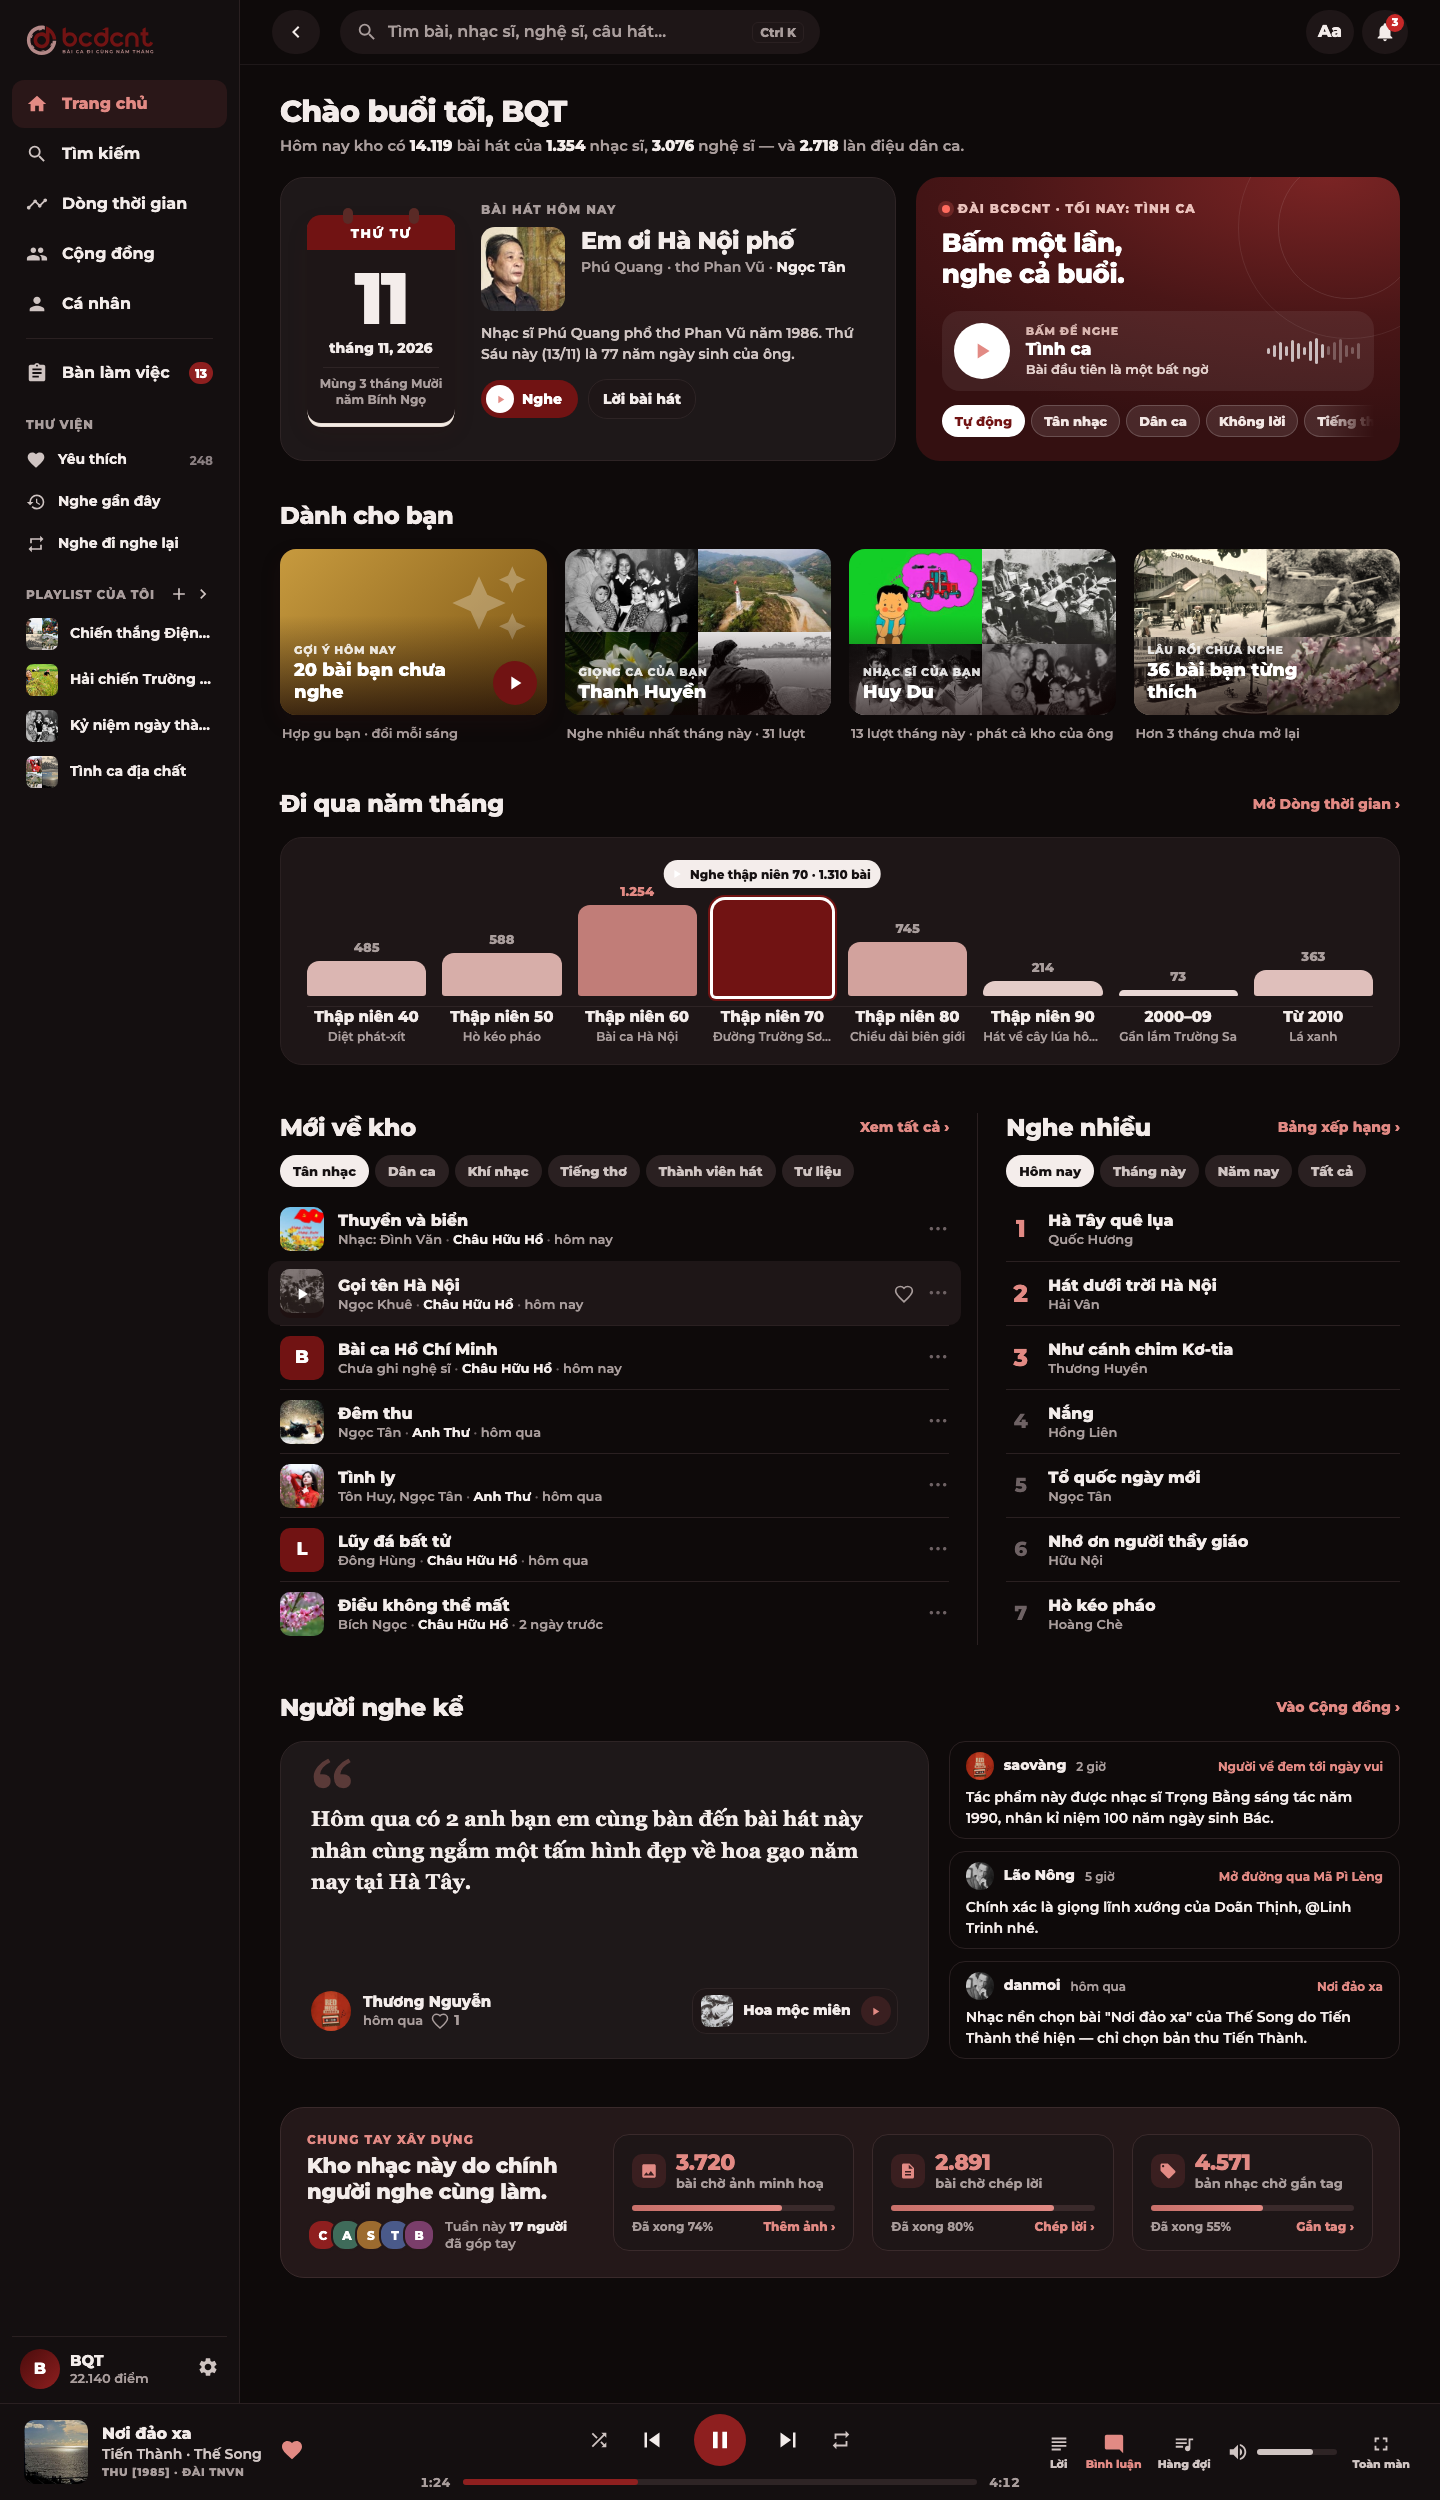 bcdcnt
BÀI CA ĐI CÙNG NĂM THÁNG
Trang chủ
Tìm kiếm
Dòng thời gian
Cộng đồng
Cá nhân
Bàn làm việc 13
THƯ VIỆN
Yêu thích 248
Nghe gần đây
Nghe đi nghe lại
PLAYLIST CỦA TÔI
Chiến thắng Điện...
Hải chiến Trường ...
Kỷ niệm ngày thà...
Tình ca địa chất
B
BQT
22.140 điểm
Tìm bài, nhạc sĩ, nghệ sĩ, câu hát...
Ctrl K
Aa
3
Chào buổi tối, BQT
Hôm nay kho có 14.119 bài hát của 1.354 nhạc sĩ, 3.076 nghệ sĩ — và 2.718 làn điệu dân ca.
THỨ TƯ
11
tháng 11, 2026
Mùng 3 tháng Mười
năm Bính Ngọ
BÀI HÁT HÔM NAY
Em ơi Hà Nội phố
Phú Quang · thơ Phan Vũ · Ngọc Tân
Nhạc sĩ Phú Quang phổ thơ Phan Vũ năm 1986. Thứ
Sáu này (13/11) là 77 năm ngày sinh của ông.
Nghe
Lời bài hát
ĐÀI BCĐCNT · TỐI NAY: TÌNH CA
Bấm một lần,
nghe cả buổi.
BẤM ĐỂ NGHE
Tình ca
Bài đầu tiên là một bất ngờ
Tự động
Tân nhạc
Dân ca
Không lời
Tiếng th
Dành cho bạn
GỢI Ý HÔM NAY
20 bài bạn chưa
nghe
Hợp gu bạn · đổi mỗi sáng
GIỌNG CA CỦA BẠN
Thanh Huyền
Nghe nhiều nhất tháng này · 31 lượt
NHẠC SĨ CỦA BẠN
Huy Du
13 lượt tháng này · phát cả kho của ông
CHỢ ĐỒNG XUÂN
LÂU RỒI CHƯA NGHE
36 bài bạn từng
thích
Hơn 3 tháng chưa mở lại
Đi qua năm tháng
Mở Dòng thời gian ›
Nghe thập niên 70 · 1.310 bài
485
588
1.254
745
214
73
363
Thập niên 40
Thập niên 50
Thập niên 60
Thập niên 70
Thập niên 80
Thập niên 90
2000–09
Từ 2010
Diệt phát-xít
Hò kéo pháo
Bài ca Hà Nội
Đường Trường Sơ...
Chiều dài biên giới
Hát về cây lúa hô...
Gần lắm Trường Sa
Lá xanh
Mới về kho
Xem tất cả ›
Tân nhạc
Dân ca
Khí nhạc
Tiếng thơ
Thành viên hát
Tư liệu
Thuyền và biển
Nhạc: Đình Văn · Châu Hữu Hồ · hôm nay
Gọi tên Hà Nội
Ngọc Khuê · Châu Hữu Hồ · hôm nay
B
Bài ca Hồ Chí Minh
Chưa ghi nghệ sĩ · Châu Hữu Hồ · hôm nay
Đêm thu
Ngọc Tân · Anh Thư · hôm qua
Tình ly
Tôn Huy, Ngọc Tân · Anh Thư · hôm qua
L
Lũy đá bất tử
Đông Hùng · Châu Hữu Hồ · hôm qua
Điều không thể mất
Bích Ngọc · Châu Hữu Hồ · 2 ngày trước
Nghe nhiều
Bảng xếp hạng ›
Hôm nay
Tháng này
Năm nay
Tất cả
1
Hà Tây quê lụa
Quốc Hương
2
Hát dưới trời Hà Nội
Hải Vân
3
Như cánh chim Kơ-tia
Thương Huyền
4
Nắng
Hồng Liên
5
Tổ quốc ngày mới
Ngọc Tân
6
Nhớ ơn người thầy giáo
Hữu Nội
7
Hò kéo pháo
Hoàng Chè
Người nghe kể
Vào Cộng đồng ›
“
Hôm qua có 2 anh bạn em cùng bàn đến bài hát này
nhân cùng ngắm một tấm hình đẹp về hoa gạo năm
nay tại Hà Tây.
Thương Nguyễn
hôm qua 1
Hoa mộc miên
saovàng 2 giờ
Người về đem tới ngày vui
Tác phẩm này được nhạc sĩ Trọng Bằng sáng tác năm
1990, nhân kỉ niệm 100 năm ngày sinh Bác.
Lão Nông 5 giờ
Mở đường qua Mã Pì Lèng
Chính xác là giọng lĩnh xướng của Doãn Thịnh, @Linh
Trinh nhé.
danmoi hôm qua
Nơi đảo xa
Nhạc nền chọn bài "Nơi đảo xa" của Thế Song do Tiến
Thành thể hiện — chỉ chọn bản thu Tiến Thành.
CHUNG TAY XÂY DỰNG
Kho nhạc này do chính
người nghe cùng làm.
C A S T B
Tuần này 17 người
đã góp tay
3.720
bài chờ ảnh minh hoạ
Đã xong 74%
Thêm ảnh ›
2.891
bài chờ chép lời
Đã xong 80%
Chép lời ›
4.571
bản nhạc chờ gắn tag
Đã xong 55%
Gắn tag ›
Nơi đảo xa
Tiến Thành · Thế Song
THU [1985] · ĐÀI TNVN
1:24
4:12
Lời
Bình luận
Hàng đợi
Toàn màn